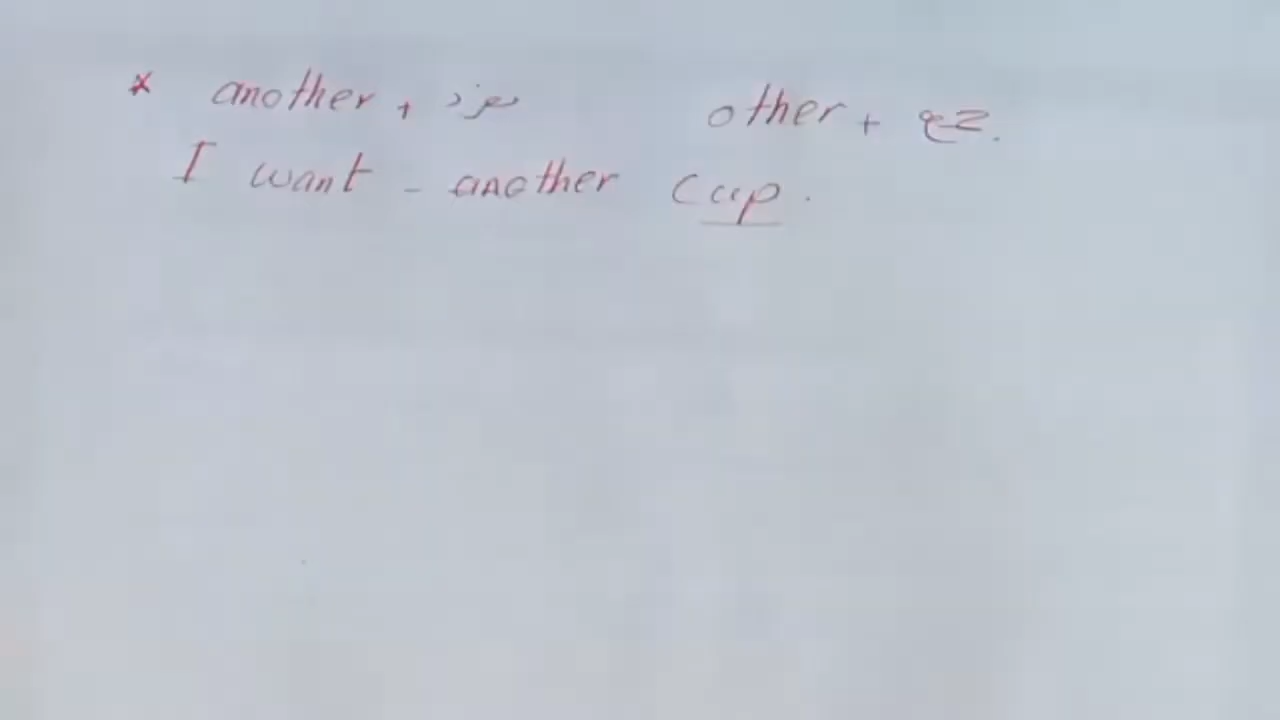 * another + مفرد other + جمع.
I want - another cup.